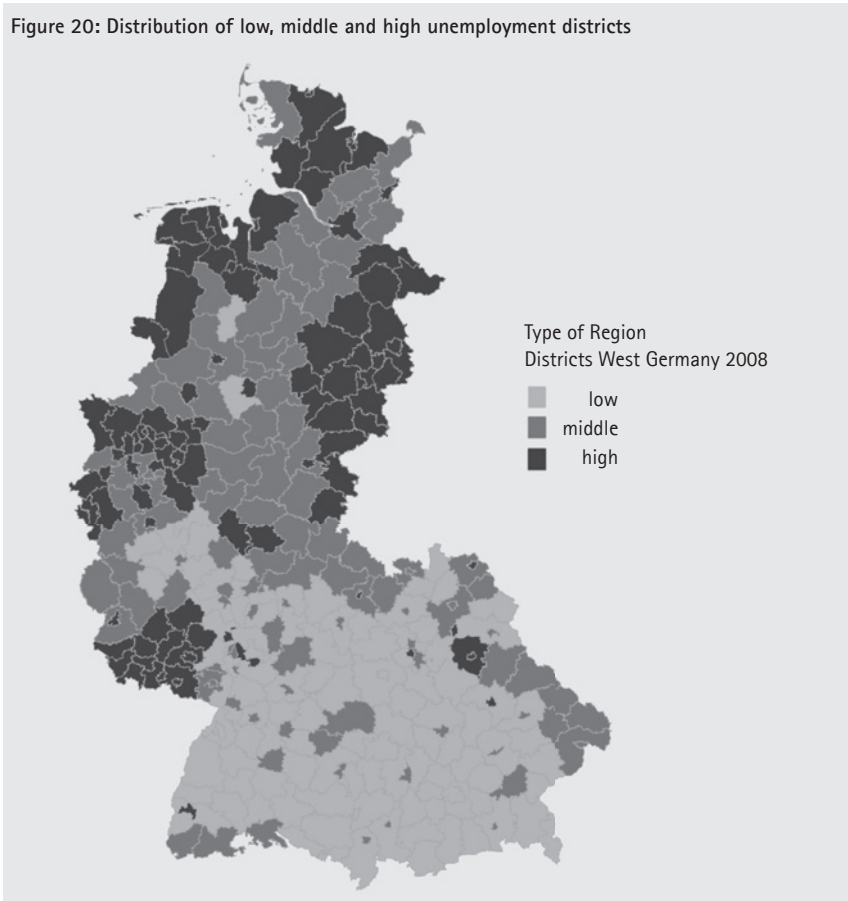 Figure 20: Distribution of low, middle and high unemployment districts
Type of Region
Districts West Germany 2008
low
middle
high